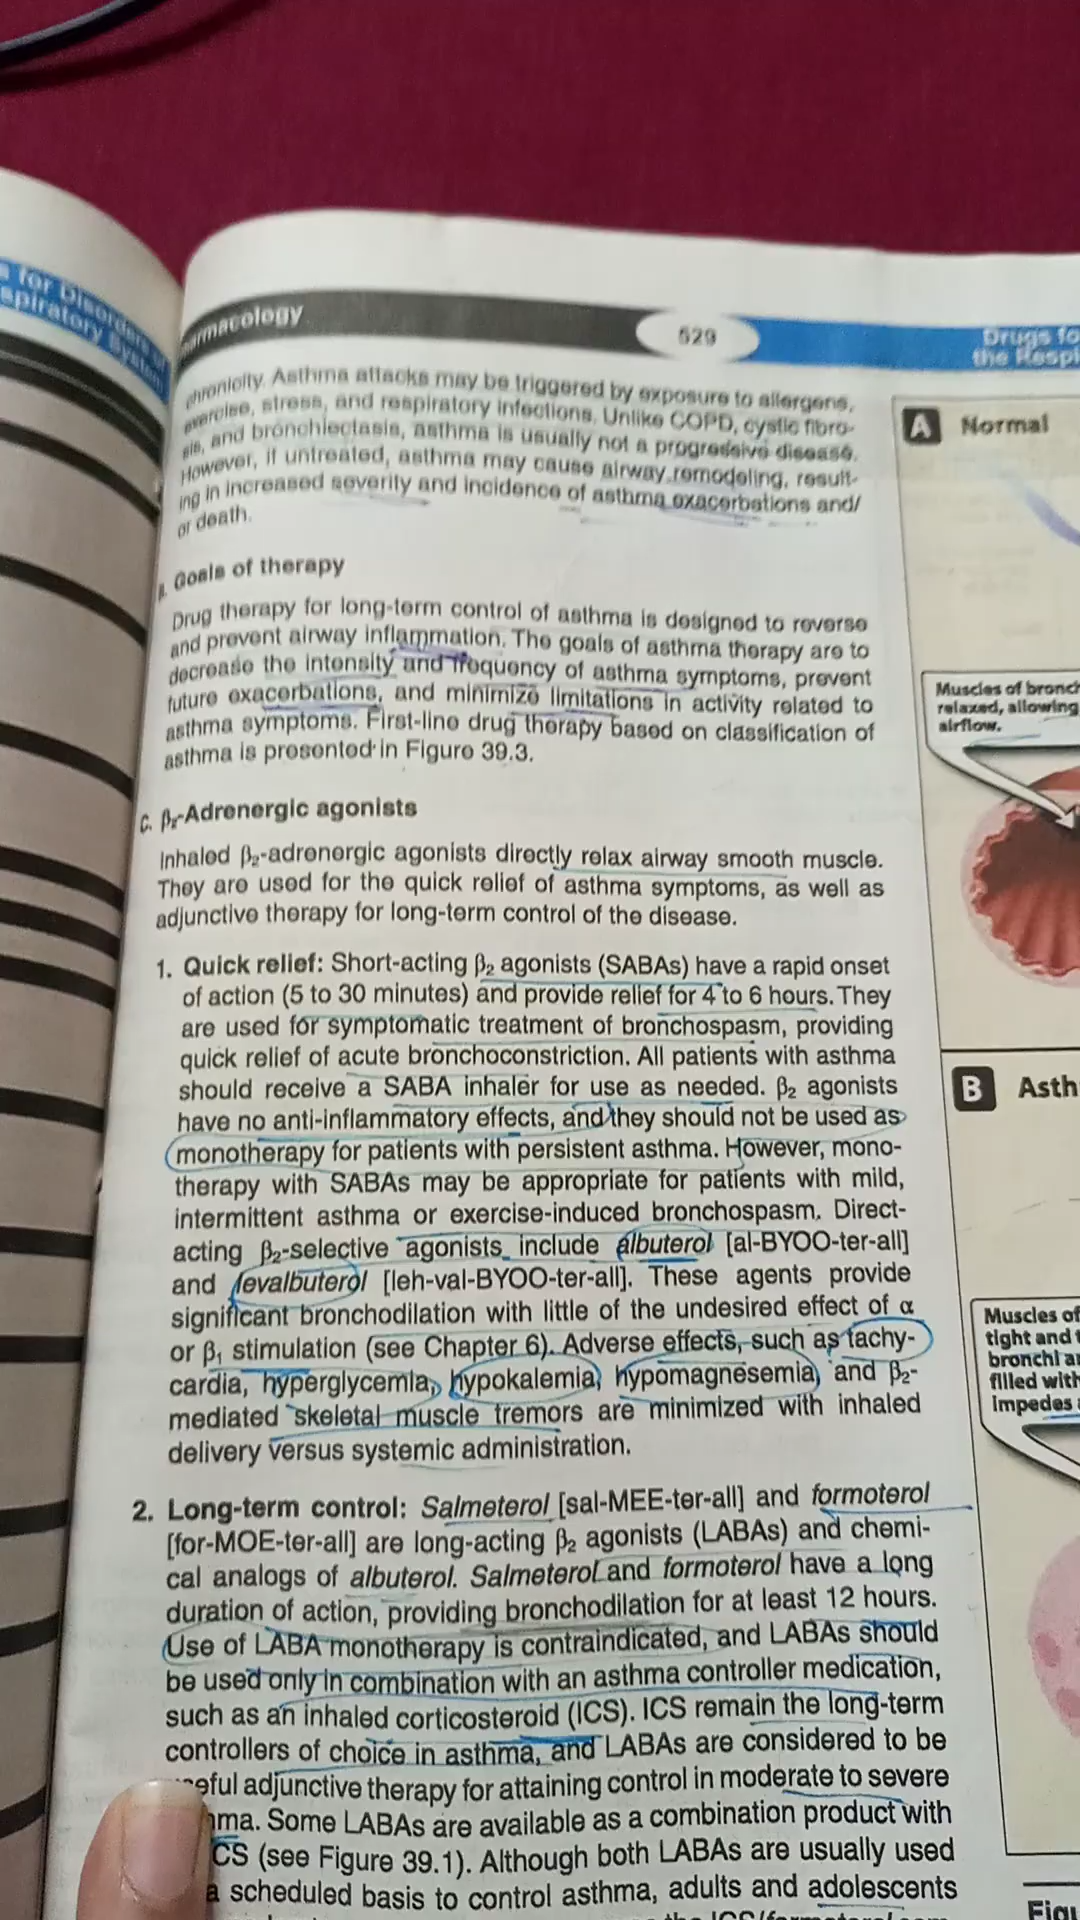 for Disorders of
spiratory System
armacology
529
Drugs fo
the Respi
chronicity. Asthma attacks may be triggered by exposure to allergens,
exercise, stress, and respiratory infections. Unlike COPD, cystic fibro-
sis, and bronchiectasis, asthma is usually not a progressive disease.
However, if untreated, asthma may cause airway remodeling, result-
ing in increased severity and incidence of asthma exacerbations and/
or death.
B. Goals of therapy
Drug therapy for long-term control of asthma is designed to reverse
and prevent airway inflammation. The goals of asthma therapy are to
decrease the intensity and frequency of asthma symptoms, prevent
future exacerbations, and minimize limitations in activity related to
asthma symptoms. First-line drug therapy based on classification of
asthma is presented in Figure 39.3.
C. β₂-Adrenergic agonists
Inhaled β₂-adrenergic agonists directly relax airway smooth muscle.
They are used for the quick relief of asthma symptoms, as well as
adjunctive therapy for long-term control of the disease.
1. Quick relief: Short-acting β₂ agonists (SABAs) have a rapid onset
of action (5 to 30 minutes) and provide relief for 4 to 6 hours. They
are used for symptomatic treatment of bronchospasm, providing
quick relief of acute bronchoconstriction. All patients with asthma
should receive a SABA inhaler for use as needed. β₂ agonists
have no anti-inflammatory effects, and they should not be used as
monotherapy for patients with persistent asthma. However, mono-
therapy with SABAs may be appropriate for patients with mild,
intermittent asthma or exercise-induced bronchospasm. Direct-
acting β₂-selective agonists include albuterol [al-BYOO-ter-all]
and levalbuterol [leh-val-BYOO-ter-all]. These agents provide
significant bronchodilation with little of the undesired effect of α
or β₁ stimulation (see Chapter 6). Adverse effects, such as tachy-
cardia, hyperglycemia, hypokalemia, hypomagnesemia, and β₂-
mediated skeletal muscle tremors are minimized with inhaled
delivery versus systemic administration.
2. Long-term control: Salmeterol [sal-MEE-ter-all] and formoterol
[for-MOE-ter-all] are long-acting β₂ agonists (LABAs) and chemi-
cal analogs of albuterol. Salmeterol and formoterol have a long
duration of action, providing bronchodilation for at least 12 hours.
Use of LABA monotherapy is contraindicated, and LABAs should
be used only in combination with an asthma controller medication,
such as an inhaled corticosteroid (ICS). ICS remain the long-term
controllers of choice in asthma, and LABAs are considered to be
eful adjunctive therapy for attaining control in moderate to severe
hma. Some LABAs are available as a combination product with
CS (see Figure 39.1). Although both LABAs are usually used
a scheduled basis to control asthma, adults and adolescents
A Normal
Muscles of bronch
relaxed, allowing
airflow.
B Asth
Muscles of
tight and t
bronchi ar
filled with
impedes a
Figu